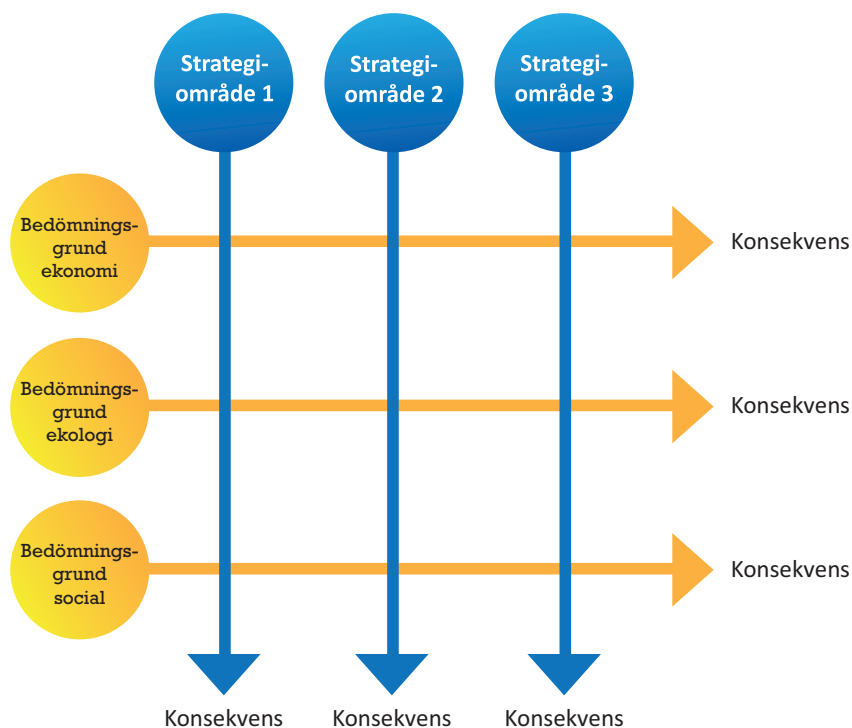 Strategi-
område 1
Strategi-
område 2
Strategi-
område 3
Bedömnings-
grund
ekonomi
Konsekvens
Bedömnings-
grund
ekologi
Konsekvens
Bedömnings-
grund
social
Konsekvens
Konsekvens
Konsekvens
Konsekvens